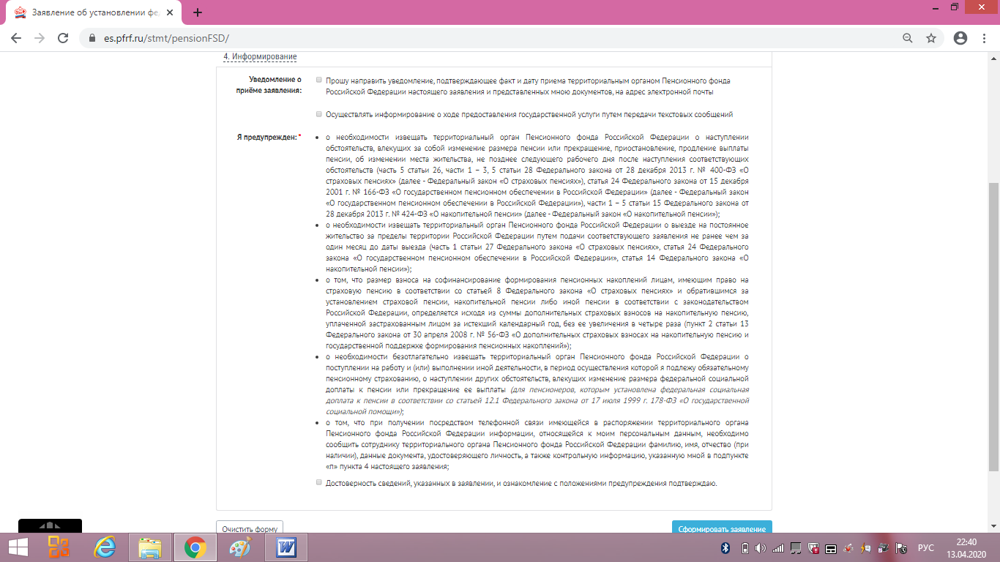 Заявление об установлении фед
es.pfrf.ru/stmt/pensionFSD/
4. Информирование
Уведомление о
приёме заявления:
Прошу направить уведомление, подтверждающее факт и дату приема территориальным органом Пенсионного фонда
Российской Федерации настоящего заявления и представленных мною документов, на адрес электронной почты
Осуществлять информирование о ходе предоставления государственной услуги путем передачи текстовых сообщений
Я предупрежден: *
• о необходимости извещать территориальный орган Пенсионного фонда Российской Федерации о наступлении
обстоятельств, влекущих за собой изменение размера пенсии или прекращение, приостановление, продление выплаты
пенсии, об изменении места жительства, не позднее следующего рабочего дня после наступления соответствующих
обстоятельств (часть 5 статьи 26, части 1 – 3, 5 статьи 28 Федерального закона от 28 декабря 2013 г. № 400-ФЗ «О
страховых пенсиях» (далее - Федеральный закон «О страховых пенсиях»), статья 24 Федерального закона от 15 декабря
2001 г. № 166-ФЗ «О государственном пенсионном обеспечении в Российской Федерации» (далее - Федеральный закон
«О государственном пенсионном обеспечении в Российской Федерации»), части 1 – 5 статьи 15 Федерального закона от
28 декабря 2013 г. № 424-ФЗ «О накопительной пенсии» (далее - Федеральный закон «О накопительной пенсии»);
• о необходимости извещать территориальный орган Пенсионного фонда Российской Федерации о выезде на постоянное
жительство за пределы территории Российской Федерации путем подачи соответствующего заявления не ранее чем за
один месяц до даты выезда (часть 1 статьи 27 Федерального закона «О страховых пенсиях», статья 24 Федерального
закона «О государственном пенсионном обеспечении в Российской Федерации», статья 14 Федерального закона «О
накопительной пенсии»);
• о том, что размер взноса на софинансирование формирования пенсионных накоплений лицам, имеющим право на
страховую пенсию в соответствии со статьей 8 Федерального закона «О страховых пенсиях» и обратившимся за
установлением страховой пенсии, накопительной пенсии либо иной пенсии в соответствии с законодательством
Российской Федерации, определяется исходя из суммы дополнительных страховых взносов на накопительную пенсию,
уплаченной застрахованным лицом за истекший календарный год, без ее увеличения в четыре раза (пункт 2 статьи 13
Федерального закона от 30 апреля 2008 г. № 56-ФЗ «О дополнительных страховых взносах на накопительную пенсию и
государственной поддержке формирования пенсионных накоплений»);
• о необходимости безотлагательно извещать территориальный орган Пенсионного фонда Российской Федерации о
поступлении на работу и (или) выполнении иной деятельности, в период осуществления которой я подлежу обязательному
пенсионному страхованию, о наступлении других обстоятельств, влекущих изменение размера федеральной социальной
доплаты к пенсии или прекращение ее выплаты (для пенсионеров, которым установлена федеральная социальная
доплата к пенсии в соответствии со статьей 12.1 Федерального закона от 17 июля 1999 г. 178-ФЗ «О государственной
социальной помощи»);
• о том, что при получении посредством телефонной связи имеющейся в распоряжении территориального органа
Пенсионного фонда Российской Федерации информации, относящейся к моим персональным данным, необходимо
сообщить сотруднику территориального органа Пенсионного фонда Российской Федерации фамилию, имя, отчество (при
наличии), данные документа, удостоверяющего личность, а также контрольную информацию, указанную мной в подпункте
«п» пункта 4 настоящего заявления;
Достоверность сведений, указанных в заявлении, и ознакомление с положениями предупреждения подтверждаю.
Очистить форму
Сформировать заявление
РУС
22:40
13.04.2020